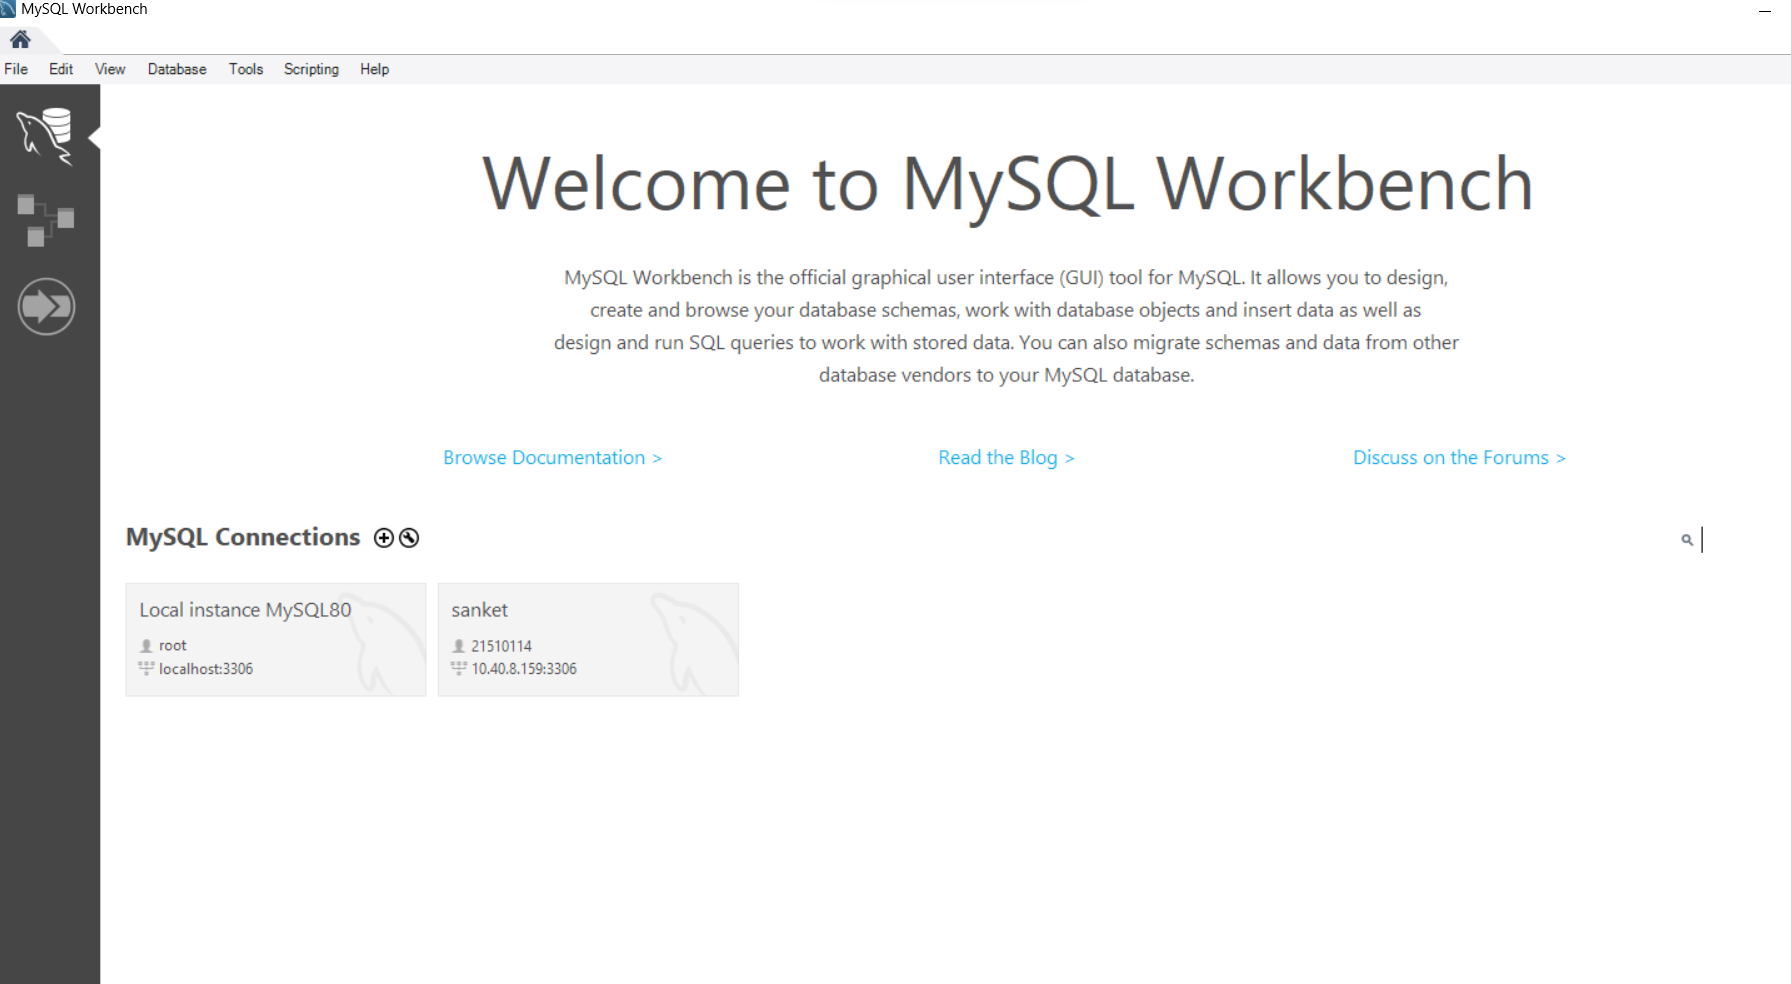 MySQL Workbench
File Edit View Database Tools Scripting Help
Welcome to MySQL Workbench
MySQL Workbench is the official graphical user interface (GUI) tool for MySQL. It allows you to design,
create and browse your database schemas, work with database objects and insert data as well as
design and run SQL queries to work with stored data. You can also migrate schemas and data from other
database vendors to your MySQL database.
Browse Documentation > Read the Blog > Discuss on the Forums >
MySQL Connections
Local instance MySQL80
root
localhost:3306
sanket
21510114
10.40.8.159:3306